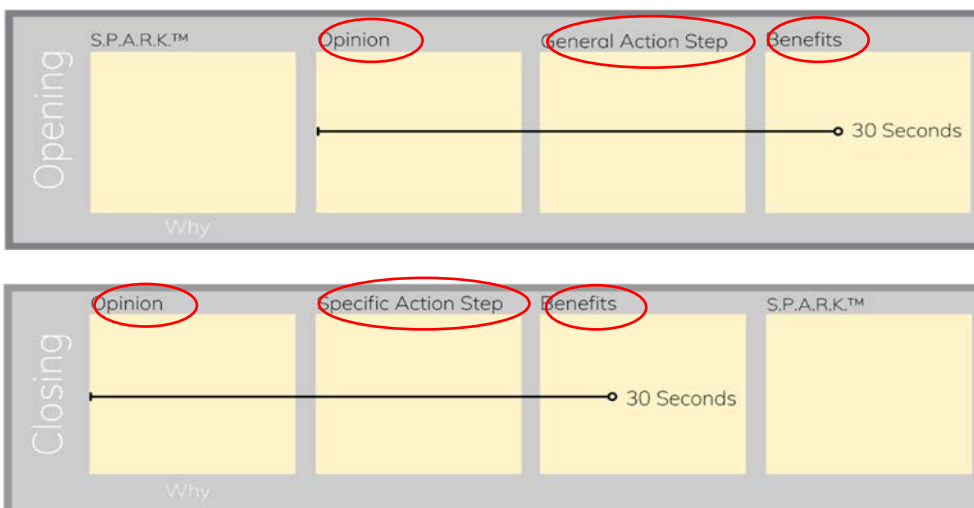 S.P.A.R.K.™ Opinion General Action Step Benefits
Opening
30 Seconds
Why
Opinion Specific Action Step Benefits S.P.A.R.K.™
Closing
30 Seconds
Why